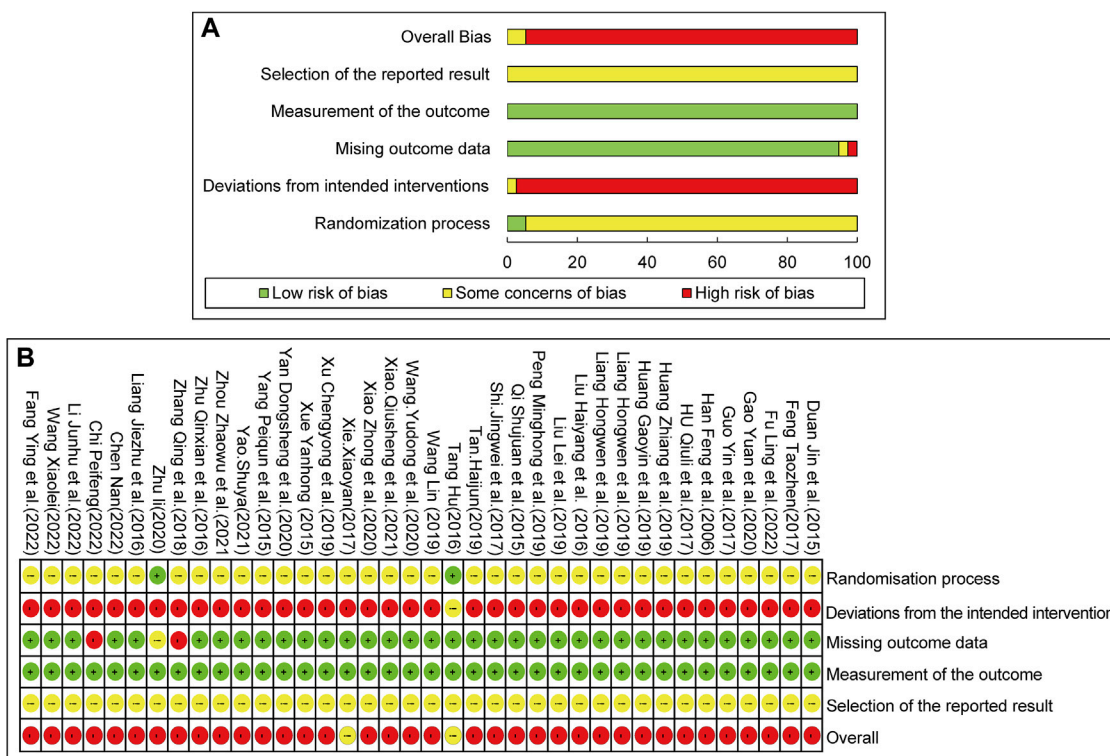 A
Overall Bias
Selection of the reported result
Measurement of the outcome
Mising outcome data
Deviations from intended interventions
Randomization process
0 20 40 60 80 100
Low risk of bias Some concerns of bias High risk of bias
B
Fang Ying et al.(2022)
Wang Xiaolei(2022)
Li Junhu et al.(2022)
Chi Peifeng(2022)
Chen Nan(2022)
Liang Jiezhu et al.(2016)
Zhu li(2020)
Zhang Qing et al.(2018
Zhu Qinxian et al.(2016)
Zhou Zhaowu et al.(2021
Yao.Shuya(2021)
Yang Peiqun et al.(2015)
Yan Dongsheng et al.(2020)
Xue Yanhong(2015)
Xu Chengyong et al.(2019)
Xie.Xiaoyan(2017)
Xiao Zhong et al.(2020)
Xiao.Qiusheng et al.(2021)
Wang.Yudong et al.(2020)
Wang Lin (2019)
Tang Hu(2016)
Tan.Haijun(2019)
Shi.Jingwei et al.(2017)
Qi Shujuan et al.(2015)
Peng Minghong et al.(2019)
Liu Lei et al.(2019)
Liu Haiyang et al. (2016)
Liang Hongwen et al.(2019)
Liang Hongwen et al.(2019)
Huang Gaoyin et al.(2019)
Huang Zhiang et al.(2019)
HU Qiuli et al.(2017)
Han Feng et al.(2006)
Guo Yin et al.(2017)
Gao Yuan et al.(2020)
Fu Ling et al.(2022)
Feng Taozhen(2017)
Duan Jin et al.(2015)
Randomisation process
Deviations from the intended intervention
Missing outcome data
Measurement of the outcome
Selection of the reported result
Overall